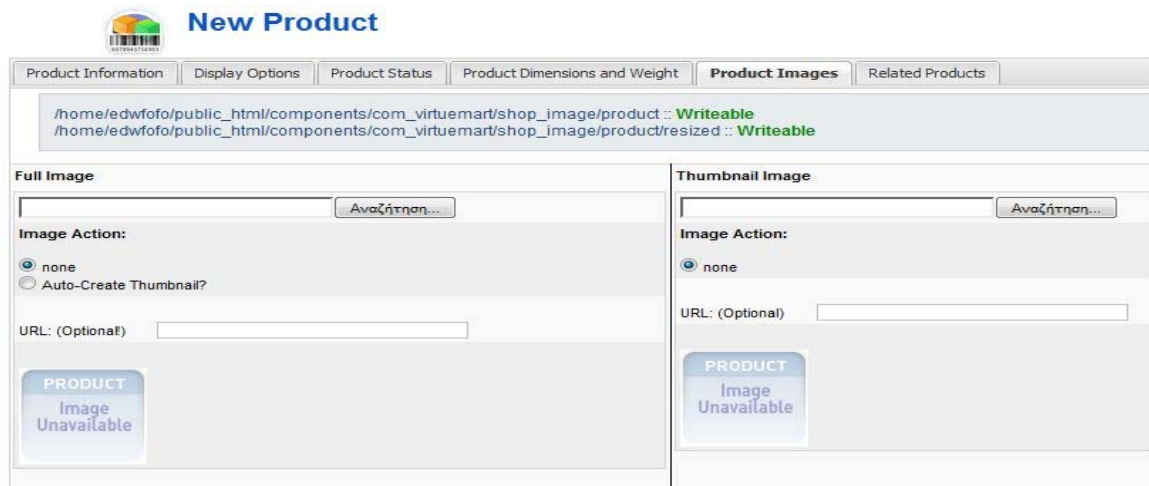 New Product
Product Information Display Options Product Status Product Dimensions and Weight Product Images Related Products
/home/edwfofo/public_html/components/com_virtuemart/shop_image/product :: Writeable
/home/edwfofo/public_html/components/com_virtuemart/shop_image/product/resized :: Writeable
Full Image
Αναζήτηση...
Image Action:
none
Auto-Create Thumbnail?
URL: (Optional!)
PRODUCT
Image
Unavailable
Thumbnail Image
Αναζήτηση...
Image Action:
none
URL: (Optional)
PRODUCT
Image
Unavailable